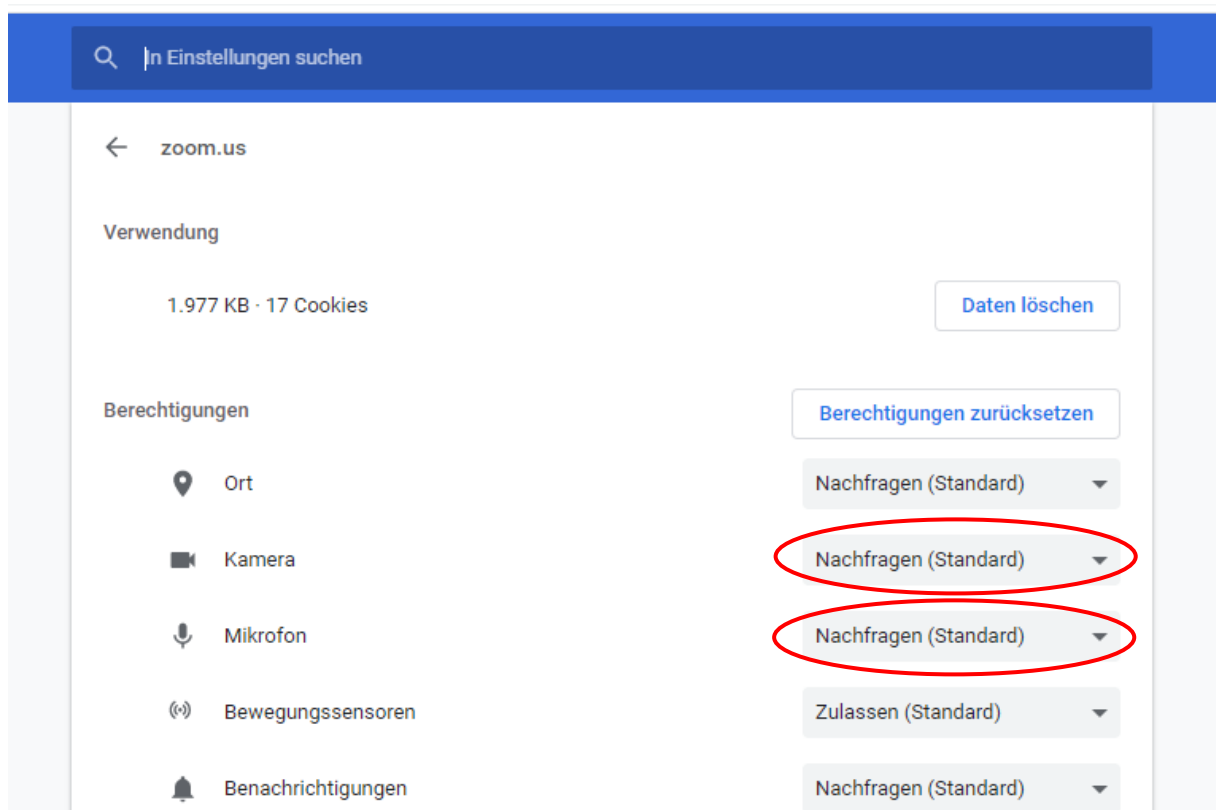 In Einstellungen suchen
zoom.us
Verwendung
1.977 KB · 17 Cookies
Daten löschen
Berechtigungen
Berechtigungen zurücksetzen
Ort
Nachfragen (Standard)
Kamera
Nachfragen (Standard)
Mikrofon
Nachfragen (Standard)
Bewegungssensoren
Zulassen (Standard)
Benachrichtigungen
Nachfragen (Standard)